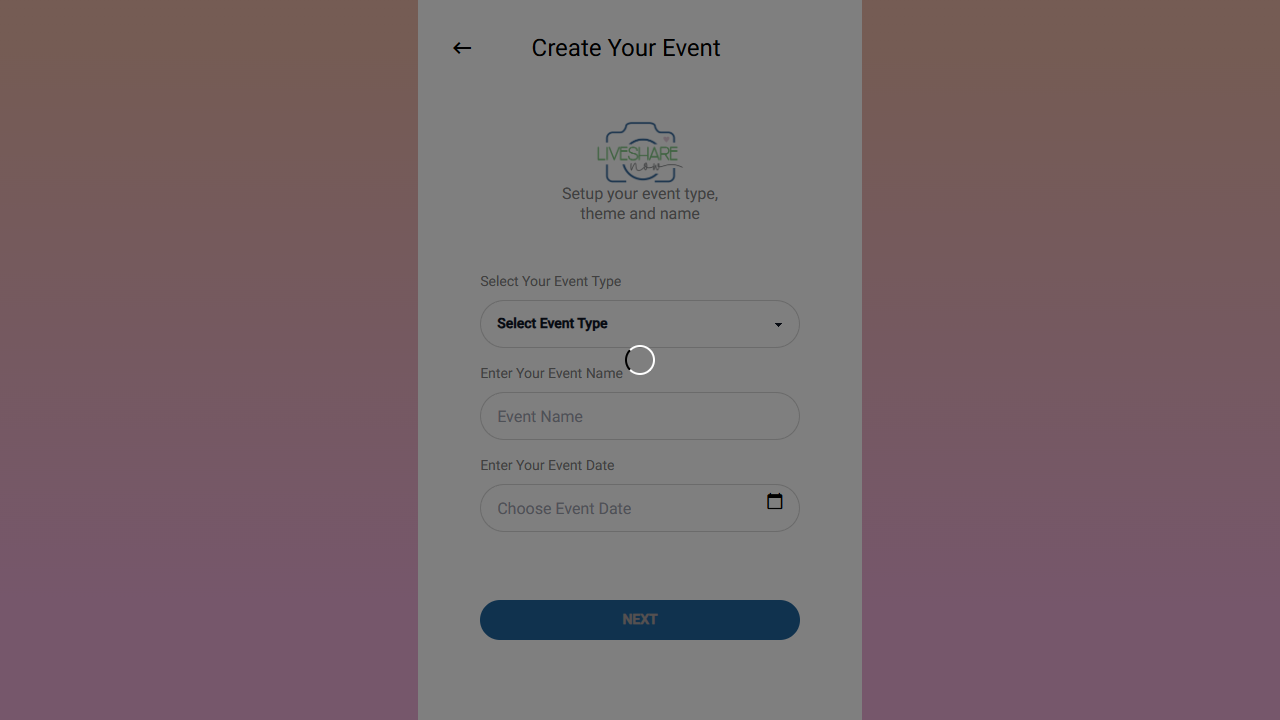 Create Your Event
LIVESHARE
now
Setup your event type,
theme and name
Select Your Event Type
Select Event Type
Enter Your Event Name
Event Name
Enter Your Event Date
Choose Event Date
NEXT